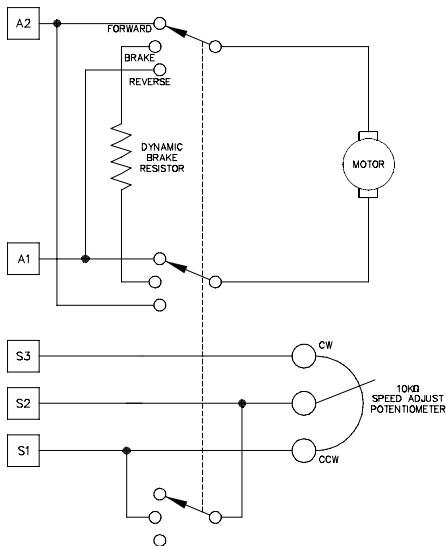 A2
FORWARD
BRAKE
REVERSE
DYNAMIC
BRAKE
RESISTOR
MOTOR
A1
S3
CW
S2
10KΩ
SPEED ADJUST
POTENTIOMETER
S1
CCW